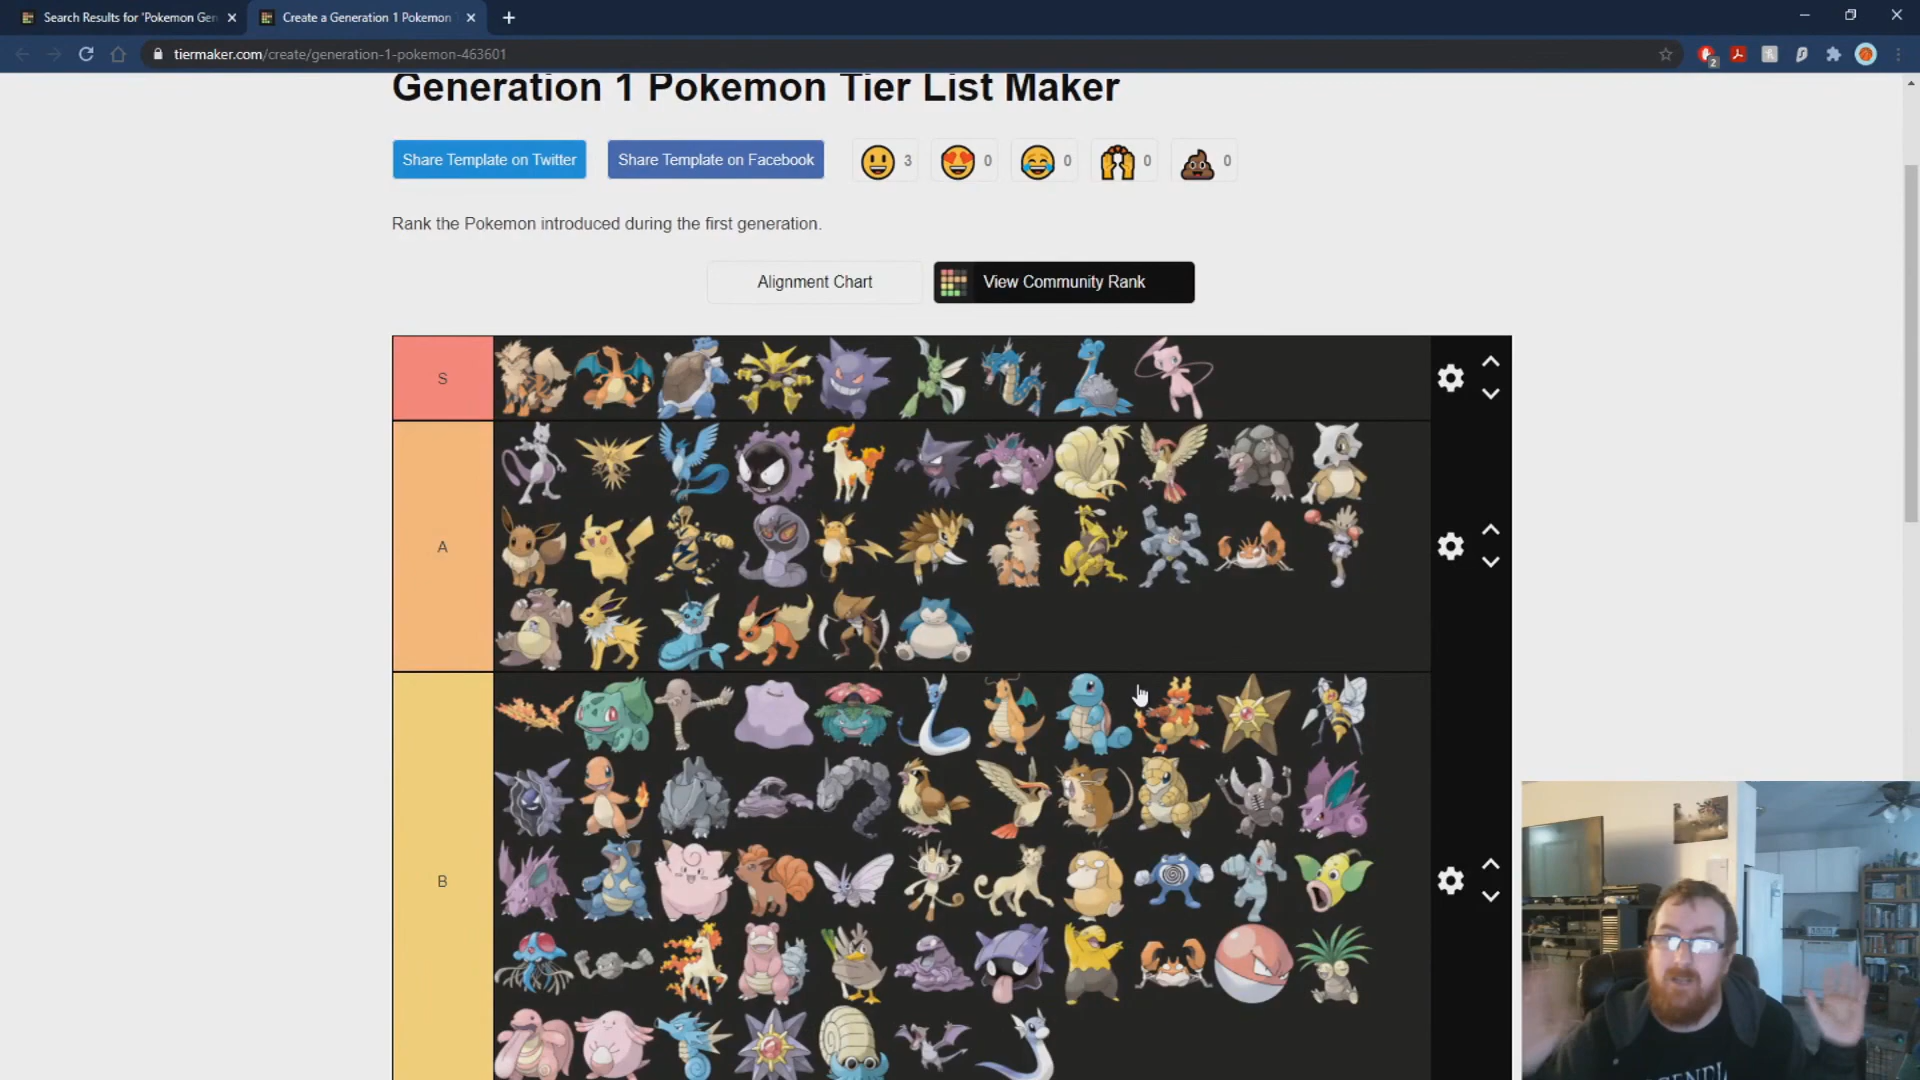 Search Results for 'Pokemon Gen
Create a Generation 1 Pokemon
tiermaker.com/create/generation-1-pokemon-463601
2
Generation 1 Pokemon Tier List Maker
Share Template on Twitter
Share Template on Facebook
3
0
0
0
0
Rank the Pokemon introduced during the first generation.
Alignment Chart
View Community Rank
S
A
B